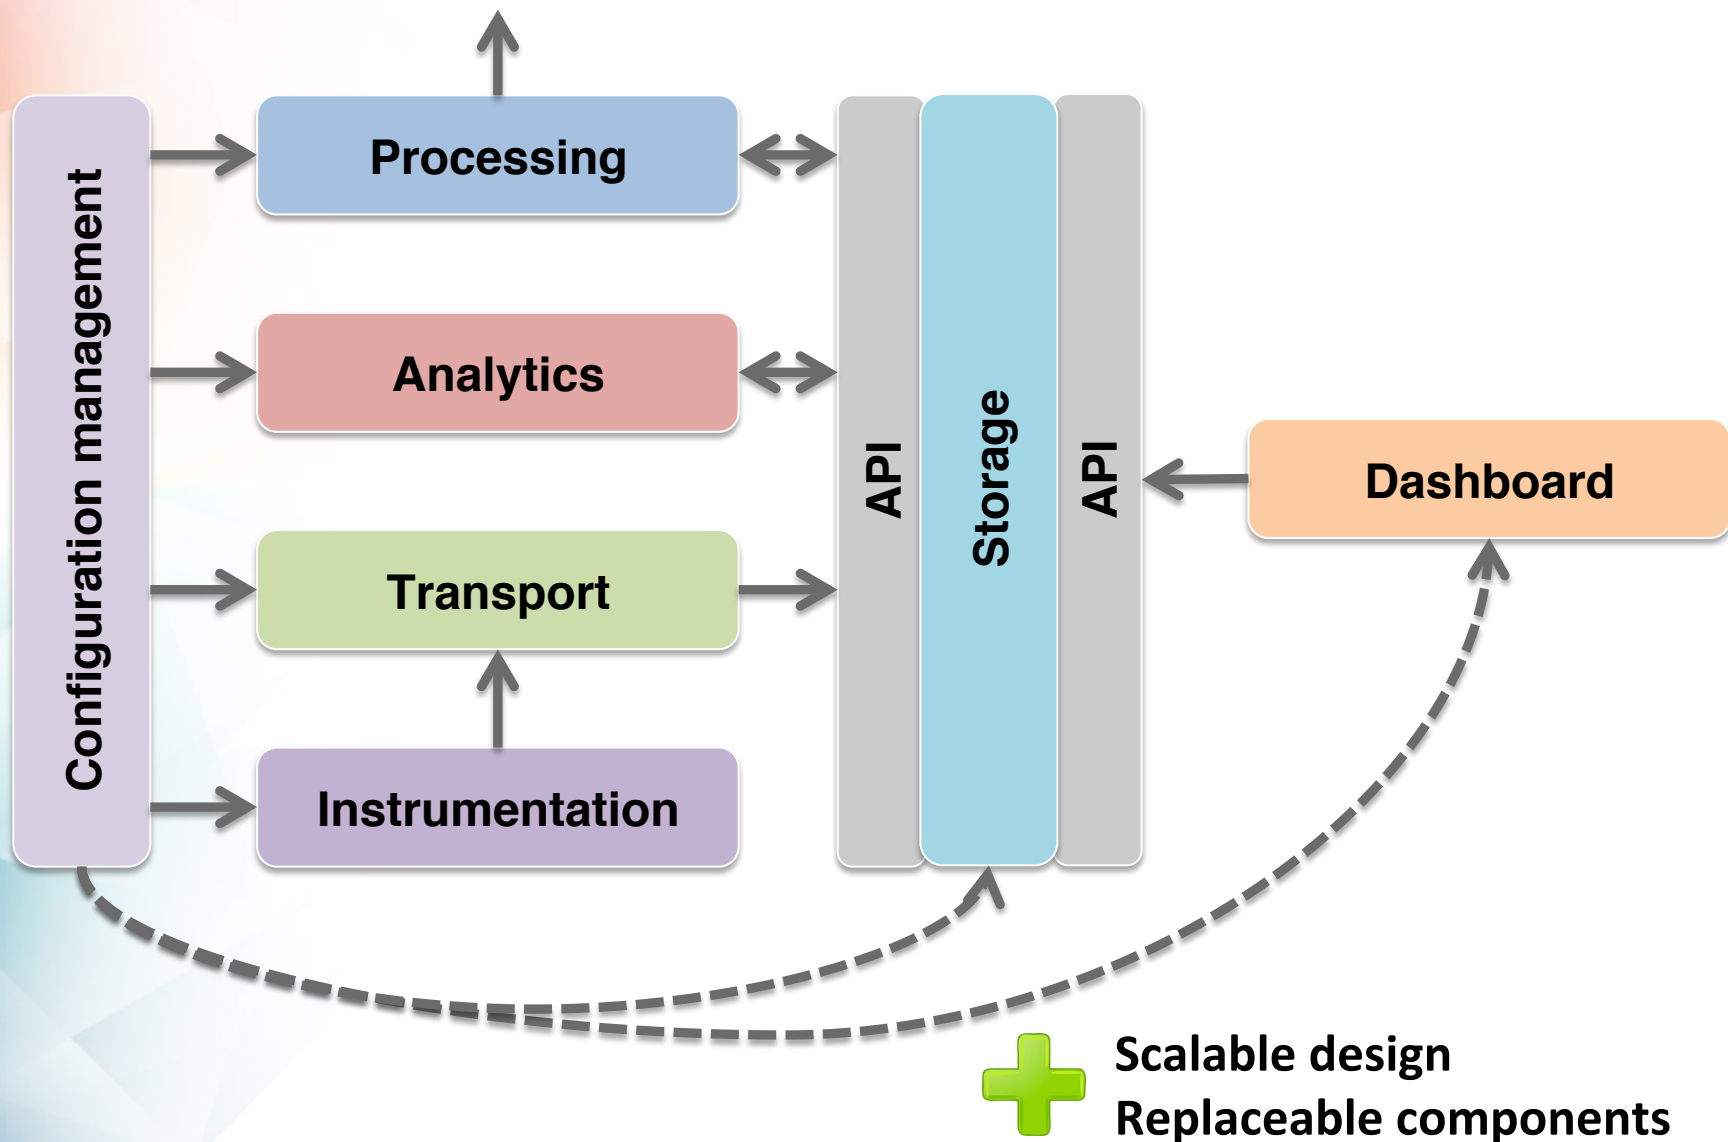 Configuration management
Processing
Analytics
Transport
Instrumentation
API
Storage
API
Dashboard
Scalable design
Replaceable components